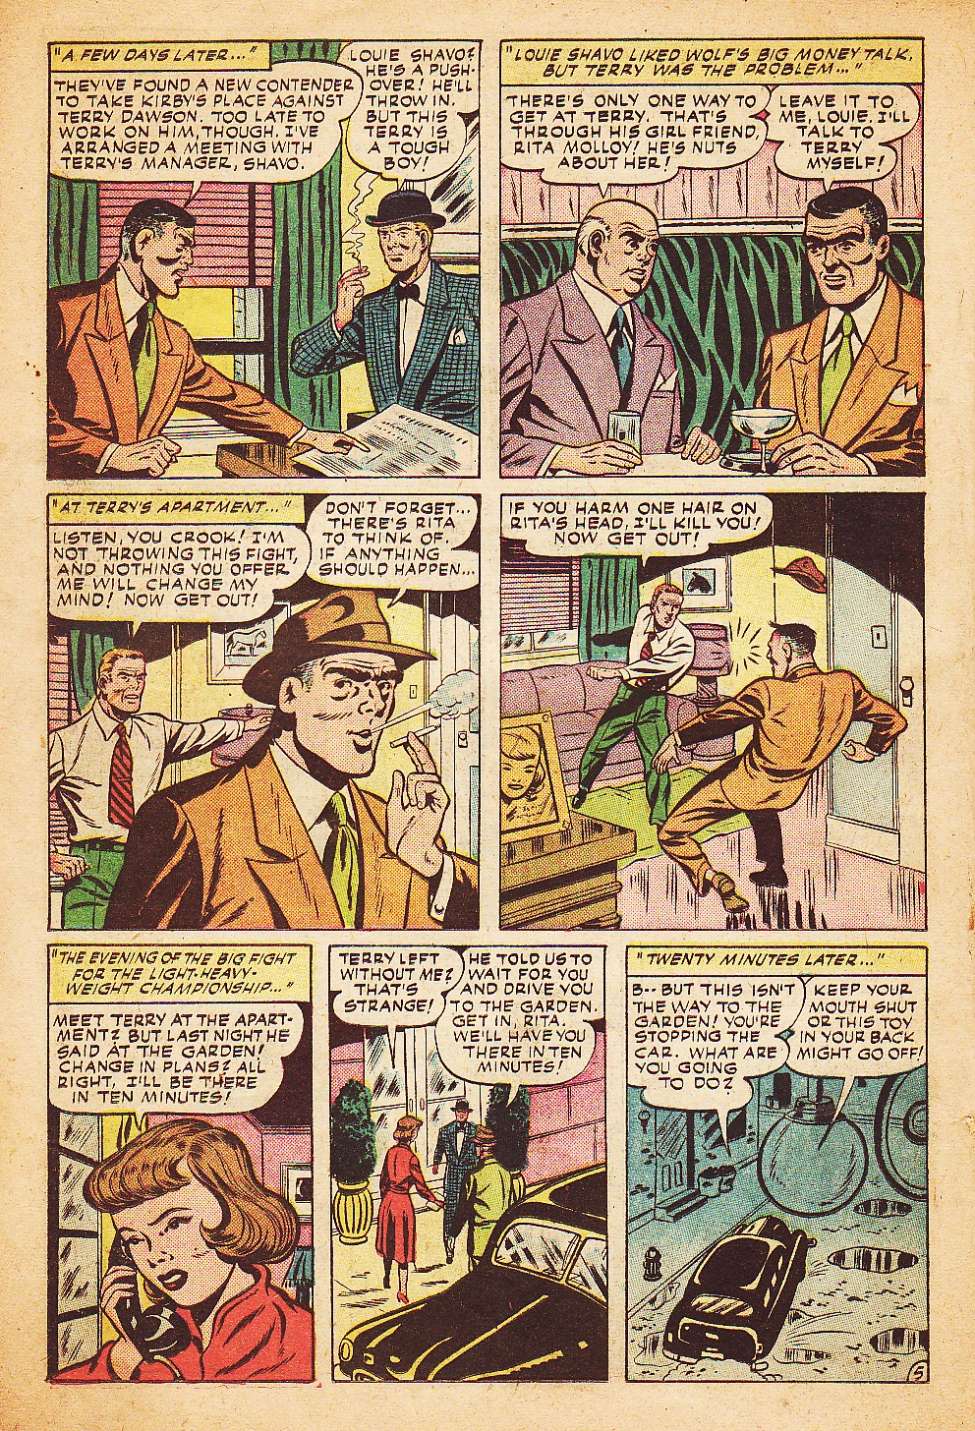 "A FEW DAYS LATER..."
THEY'VE FOUND A NEW CONTENDER
TO TAKE KIRBY'S PLACE AGAINST
TERRY DAWSON. TOO LATE TO
WORK ON HIM, THOUGH. I'VE
ARRANGED A MEETING WITH
TERRY'S MANAGER, SHAVO.
LOUIE SHAVO?
HE'S A PUSH-
OVER! HE'LL
THROW IN.
BUT THIS
TERRY IS
A TOUGH
BOY!
"LOUIE SHAVO LIKED WOLF'S BIG MONEY TALK,
BUT TERRY WAS THE PROBLEM..."
THERE'S ONLY ONE WAY TO
GET AT TERRY. THAT'S
THROUGH HIS GIRL FRIEND,
RITA MOLLOY! HE'S NUTS
ABOUT HER!
LEAVE IT TO
ME, LOUIE. I'LL
TALK TO
TERRY
MYSELF!
"AT TERRY'S APARTMENT..."
LISTEN, YOU CROOK! I'M
NOT THROWING THIS FIGHT,
AND NOTHING YOU OFFER
ME WILL CHANGE MY
MIND! NOW GET OUT!
DON'T FORGET...
THERE'S RITA
TO THINK OF.
IF ANYTHING
SHOULD HAPPEN...
IF YOU HARM ONE HAIR ON
RITA'S HEAD, I'LL KILL YOU!
NOW GET OUT!
"THE EVENING OF THE BIG FIGHT
FOR THE LIGHT-HEAVY-
WEIGHT CHAMPIONSHIP..."
MEET TERRY AT THE APART-
MENT? BUT LAST NIGHT HE
SAID AT THE GARDEN!
CHANGE IN PLANS? ALL
RIGHT, I'LL BE THERE
IN TEN MINUTES!
TERRY LEFT
WITHOUT ME?
THAT'S
STRANGE!
HE TOLD US TO
WAIT FOR YOU
AND DRIVE YOU
TO THE GARDEN.
GET IN, RITA.
WE'LL HAVE YOU
THERE IN TEN
MINUTES!
"TWENTY MINUTES LATER..."
B-- BUT THIS ISN'T
THE WAY TO THE
GARDEN! YOU'RE
STOPPING THE
CAR. WHAT ARE
YOU GOING
TO DO?
KEEP YOUR
MOUTH SHUT
OR THIS TOY
IN YOUR BACK
MIGHT GO OFF!
5